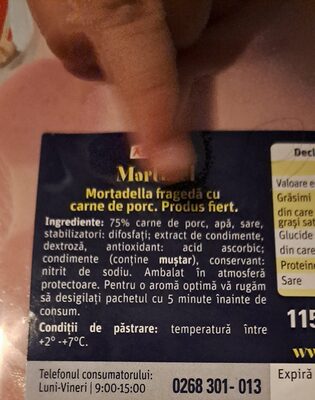 Mortadella fragedă cu
carne de porc. Produs fiert.
Ingrediente: 75% carne de porc, apă, sare,
stabilizatori: difosfați; extract de condimente,
dextroză, antioxidant: acid ascorbic;
condimente (conține muștar), conservant:
nitrit de sodiu. Ambalat în atmosferă
protectoare. Pentru o aromă optimă vă rugăm
să desigilați pachetul cu 5 minute înainte de
consum.
Condiții de păstrare: temperatură între
+2° -+7°C.
Telefonul consumatorului:
Luni-Vineri | 9:00-15:00
0268 301- 013
Valoare
Grăsimi
din care
grași
Glucide
din care
Proteine
Sare
115
Expiră